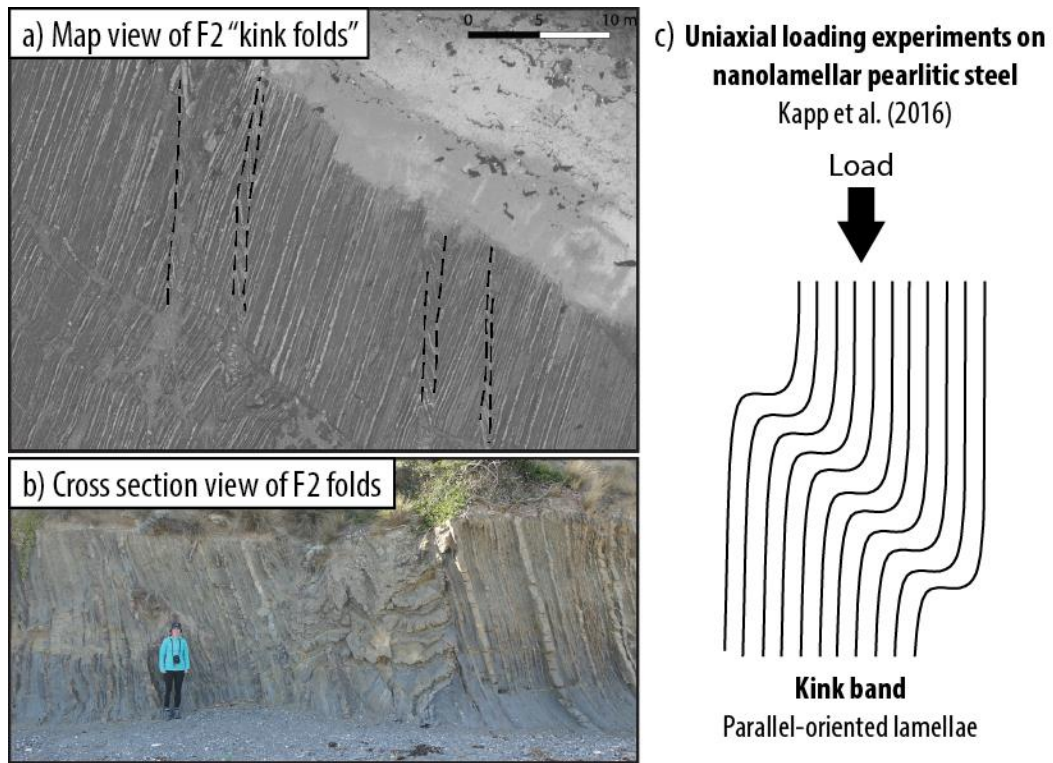 a) Map view of F2 “kink folds”
0 5 10 m
b) Cross section view of F2 folds
c) Uniaxial loading experiments on
nanolamellar pearlitic steel
Kapp et al. (2016)
Load
Kink band
Parallel-oriented lamellae